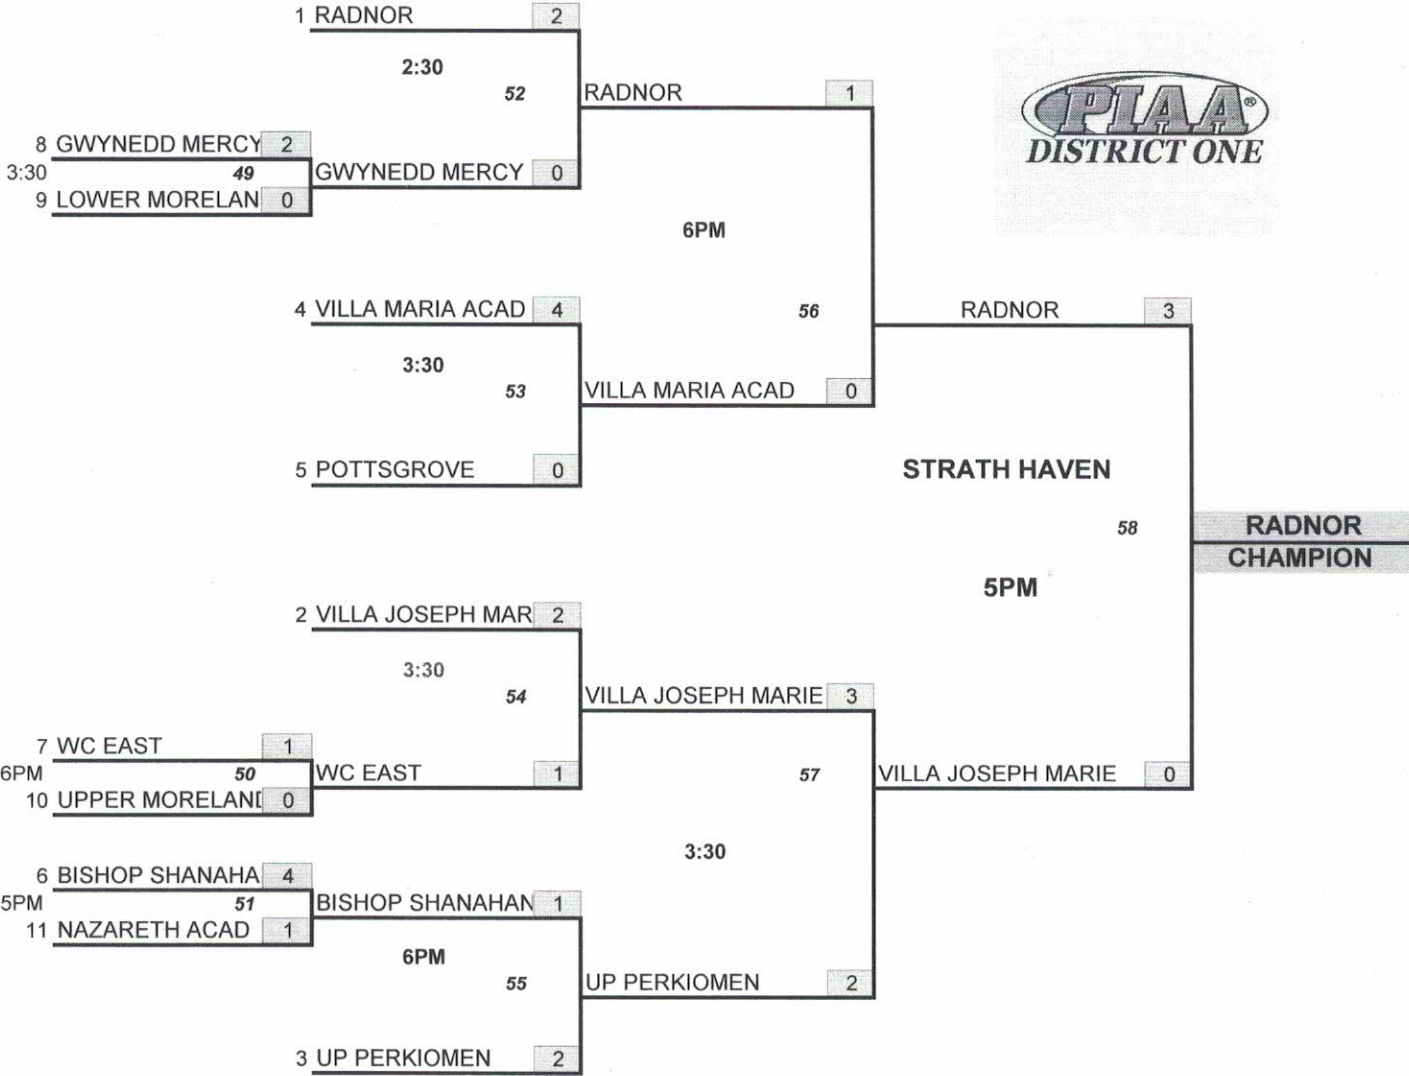 1 RADNOR 2
2:30
52
RADNOR 1
PIAA®
DISTRICT ONE
8 GWYNEDD MERCY 2
3:30 49
GWYNEDD MERCY 0
9 LOWER MORELAN 0
6PM
4 VILLA MARIA ACAD 4
56
RADNOR 3
3:30
53
VILLA MARIA ACAD 0
5 POTTSGROVE 0
STRATH HAVEN
58
RADNOR
CHAMPION
5PM
2 VILLA JOSEPH MAR 2
3:30
54
VILLA JOSEPH MARIE 3
7 WC EAST 1
6PM 50
WC EAST 1
57
VILLA JOSEPH MARIE 0
10 UPPER MORELAND 0
3:30
6 BISHOP SHANAHA 4
5PM 51
BISHOP SHANAHAN 1
11 NAZARETH ACAD 1
6PM
55
UP PERKIOMEN 2
3 UP PERKIOMEN 2